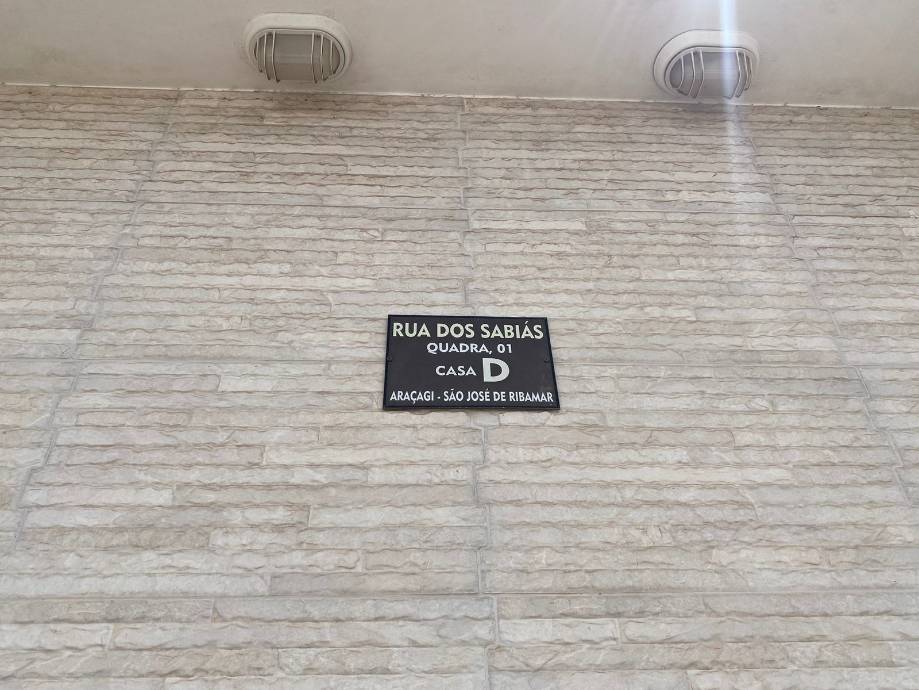 RUA DOS SABIÁS
QUADRA, 01
CASA D
ARAÇAGI - SÃO JOSÉ DE RIBAMAR